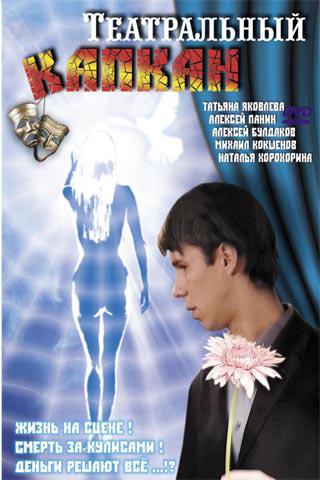 ТЕАТРАЛЬНЫЙ
КАПКАН
ТАТЬЯНА ЯКОВЛЕВА
АЛЕКСЕЙ ПАНИН
DVD
АЛЕКСЕЙ БУЛДАКОВ
МИХАИЛ КОКШЕНОВ
НАТАЛЬЯ ХОРОХОРИНА
ЖИЗНЬ НА СЦЕНЕ !
СМЕРТЬ ЗА КУЛИСАМИ !
ДЕНЬГИ РЕШАЮТ ВСЁ ...!?